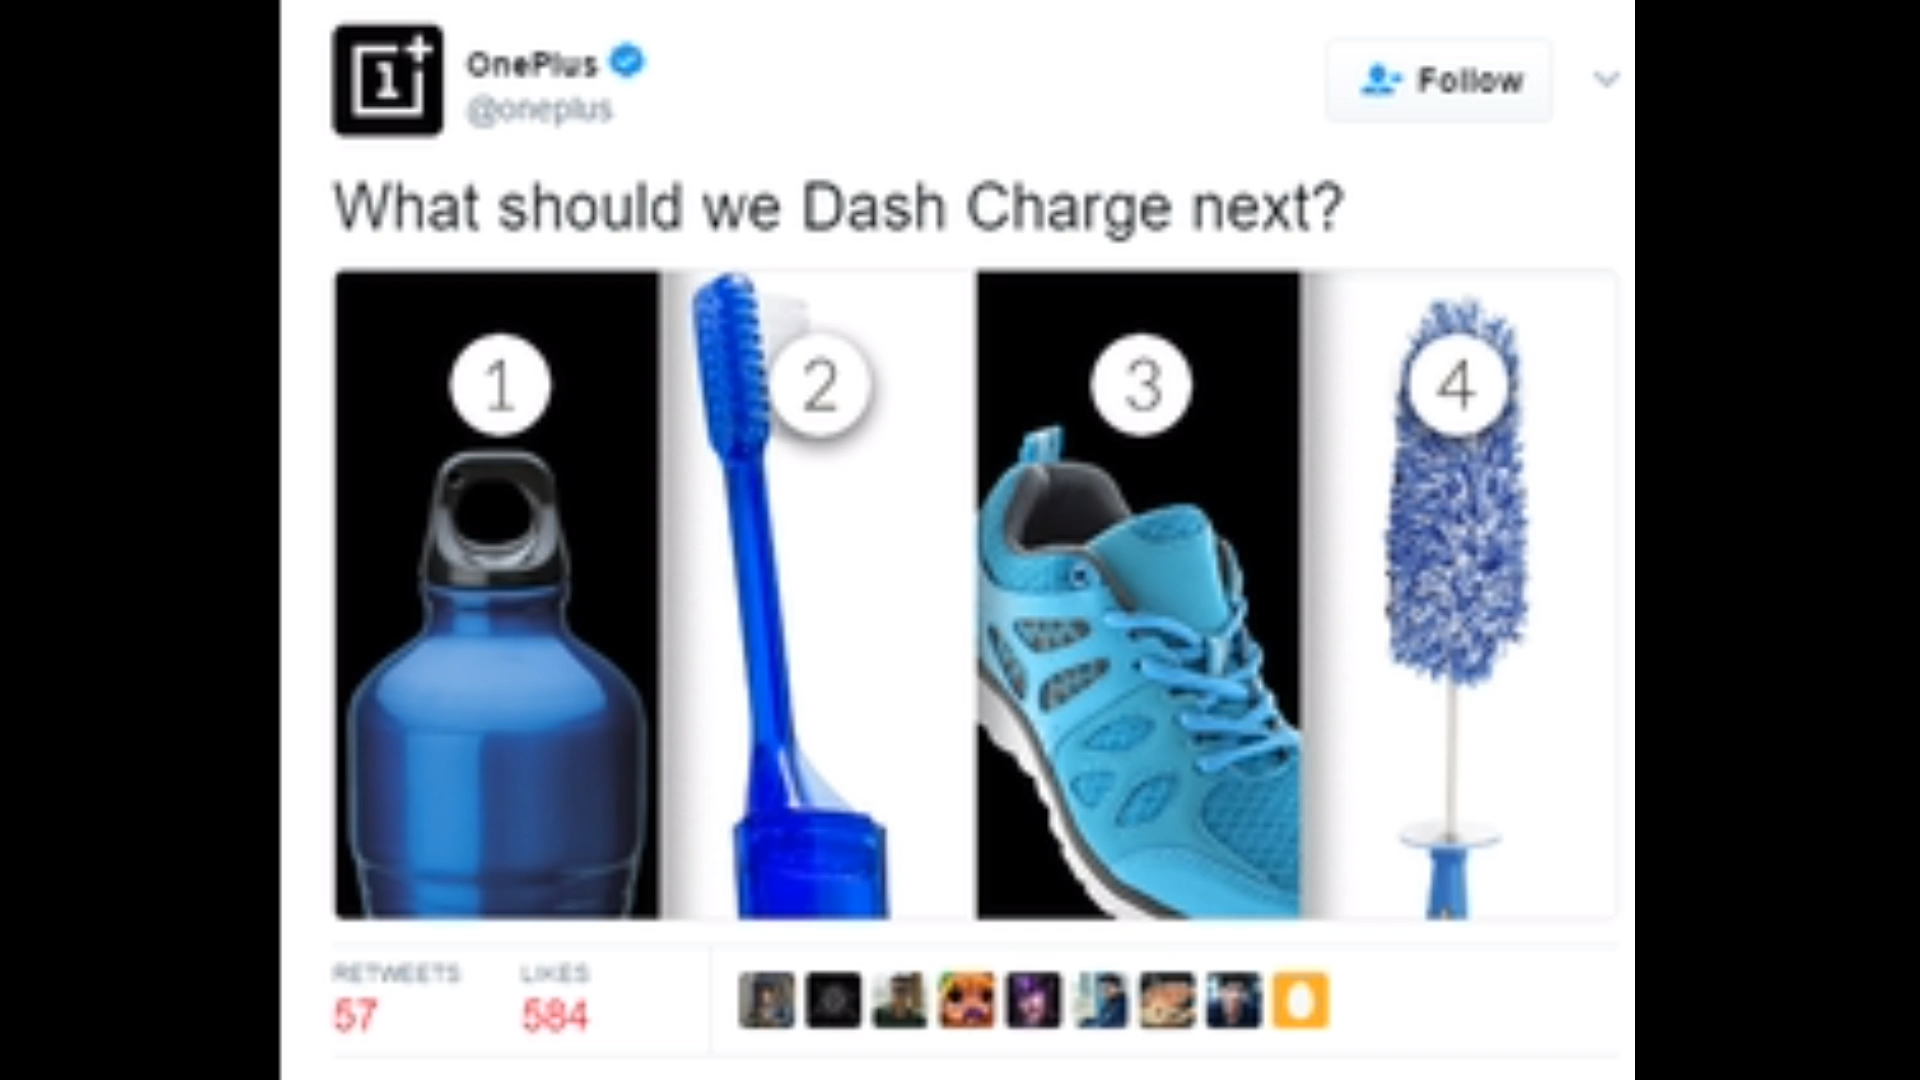 OnePlus
@oneplus
Follow
What should we Dash Charge next?
1 2 3 4
RETWEETS LIKES
57 584